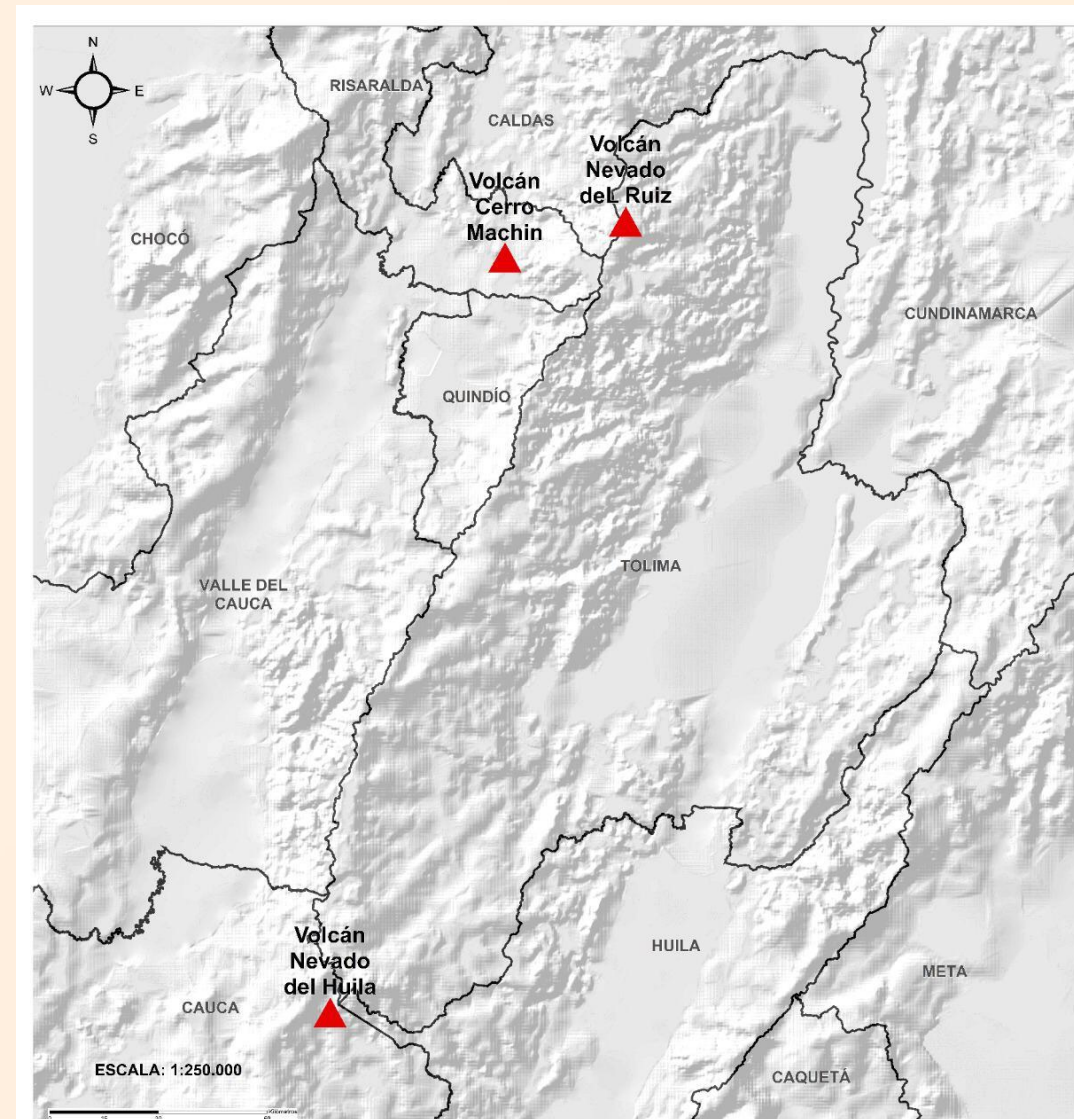 N
W
E
S
RISARALDA
CALDAS
Volcán
Nevado
deL Ruiz
Volcán
Cerro
Machin
CHOCÓ
CUNDINAMARCA
QUINDÍO
TOLIMA
VALLE DEL
CAUCA
Volcán
Nevado
del Huila
HUILA
META
CAUCA
ESCALA: 1:250.000
CAQUETÁ